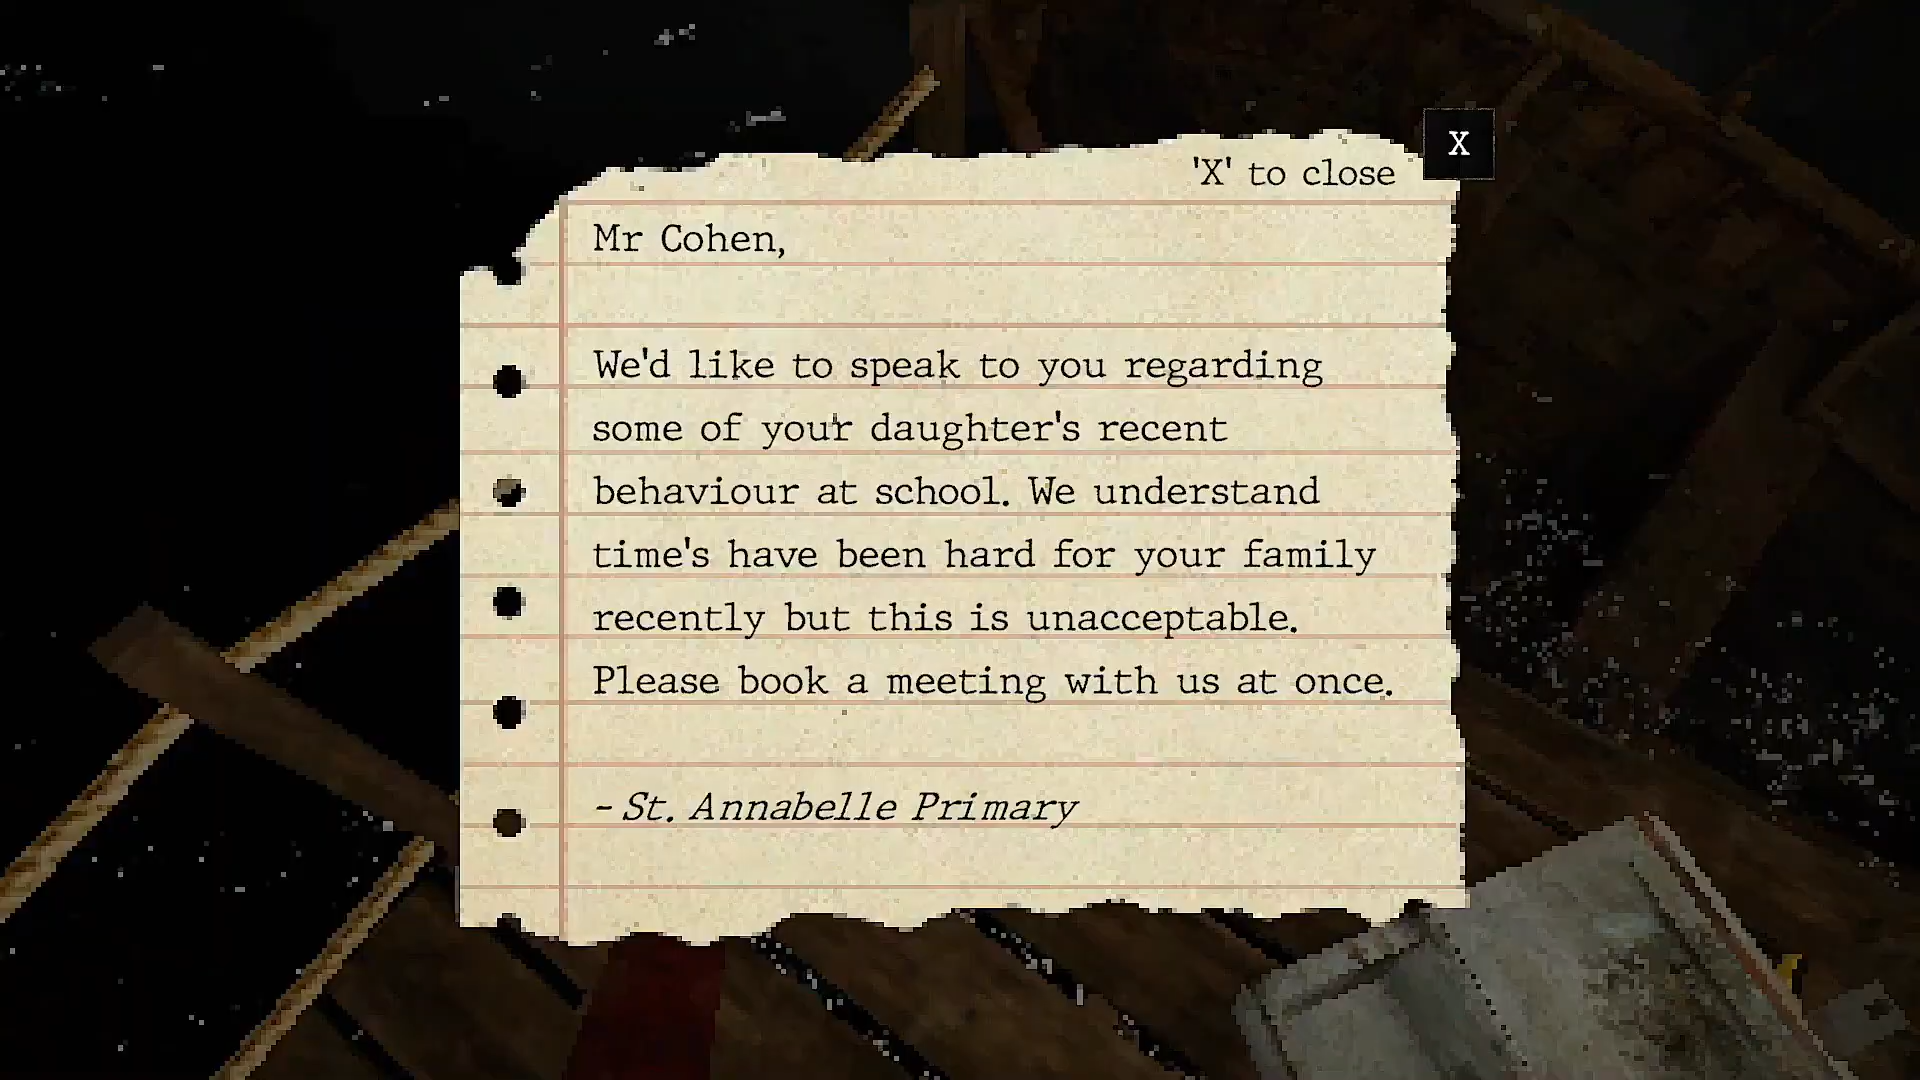 X
'X' to close
Mr Cohen,
We'd like to speak to you regarding
some of your daughter's recent
behaviour at school. We understand
time's have been hard for your family
recently but this is unacceptable.
Please book a meeting with us at once.
- St. Annabelle Primary